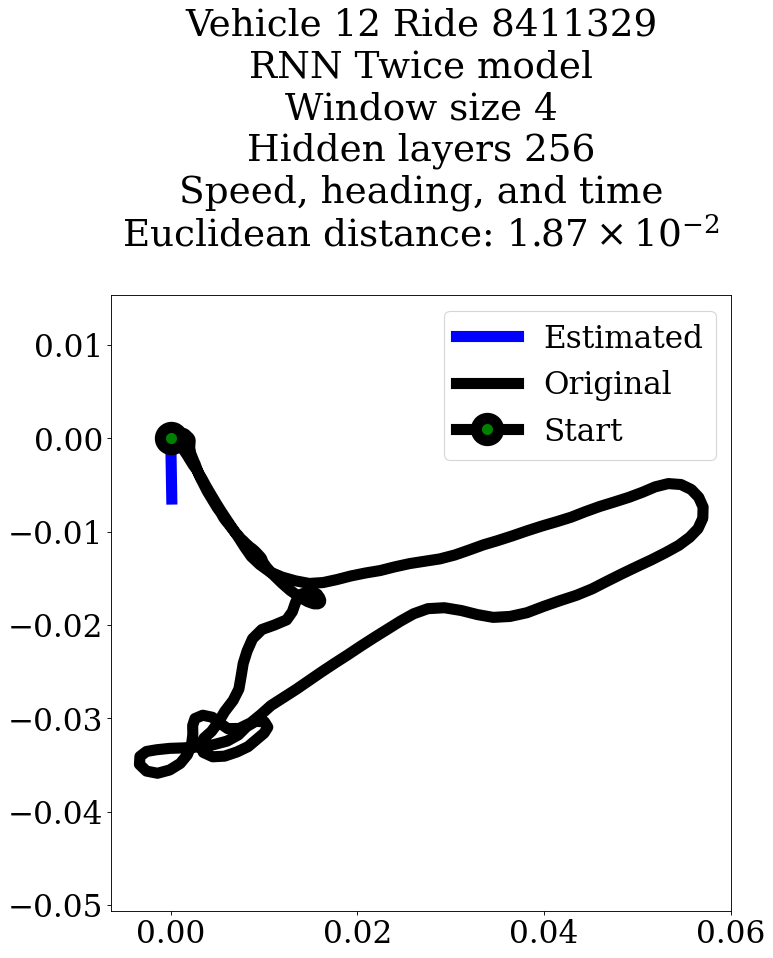 Vehicle 12 Ride 8411329
RNN Twice model
Window size 4
Hidden layers 256
Speed, heading, and time
Euclidean distance: 1.87 × 10⁻²
Estimated
Original
Start
0.01
0.00
−0.01
−0.02
−0.03
−0.04
−0.05
0.00 0.02 0.04 0.06